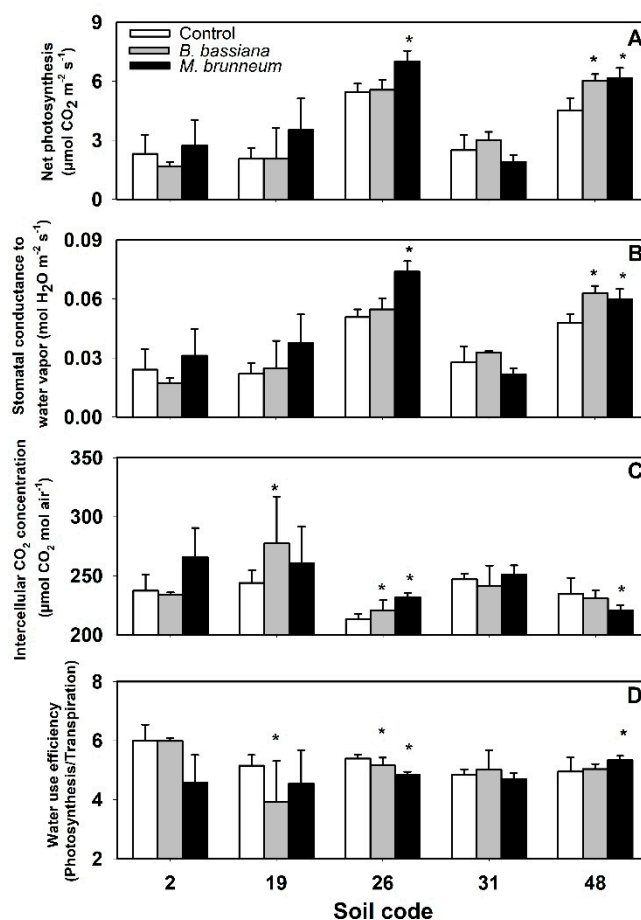 Control
B. bassiana
M. brunneum
A
Net photosynthesis
(µmol CO2 m-2 s-1)
9
6
3
0
* * *
B
Stomatal conductance to
water vapor (mol H2O m-2 s-1)
0.09
0.06
0.03
0.00
* * *
C
Intercellular CO2 concentration
(µmol CO2 mol air-1)
350
300
250
200
* * * *
D
Water use efficiency
(Photosynthesis/Transpiration)
8
6
4
2
* * * *
2 19 26 31 48
Soil code